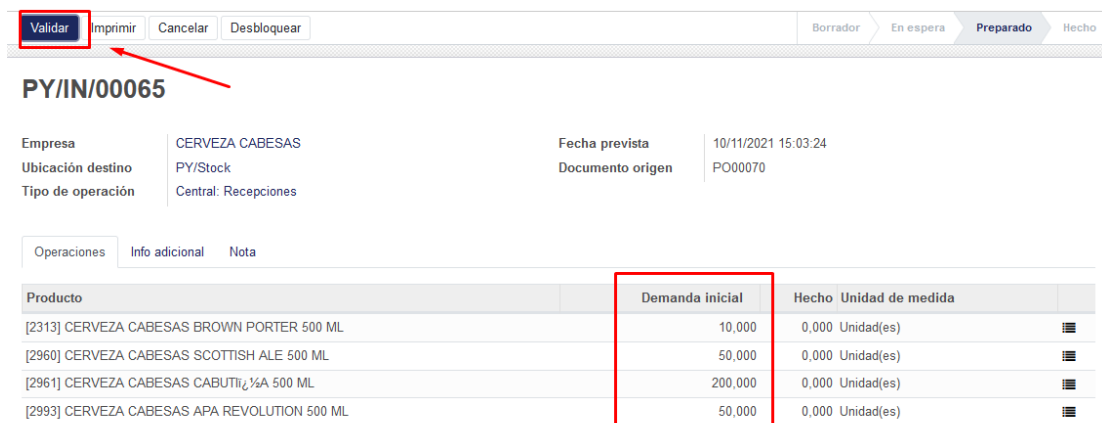 Validar Imprimir Cancelar Desbloquear Borrador En espera Preparado Hecho
PY/IN/00065
Empresa CERVEZA CABESAS Fecha prevista 10/11/2021 15:03:24
Ubicación destino PY/Stock Documento origen PO00070
Tipo de operación Central: Recepciones
Operaciones Info adicional Nota
Producto Demanda inicial Hecho Unidad de medida
[2313] CERVEZA CABESAS BROWN PORTER 500 ML 10,000 0,000 Unidad(es)
[2960] CERVEZA CABESAS SCOTTISH ALE 500 ML 50,000 0,000 Unidad(es)
[2961] CERVEZA CABESAS CABUTIï¿½A 500 ML 200,000 0,000 Unidad(es)
[2993] CERVEZA CABESAS APA REVOLUTION 500 ML 50,000 0,000 Unidad(es)